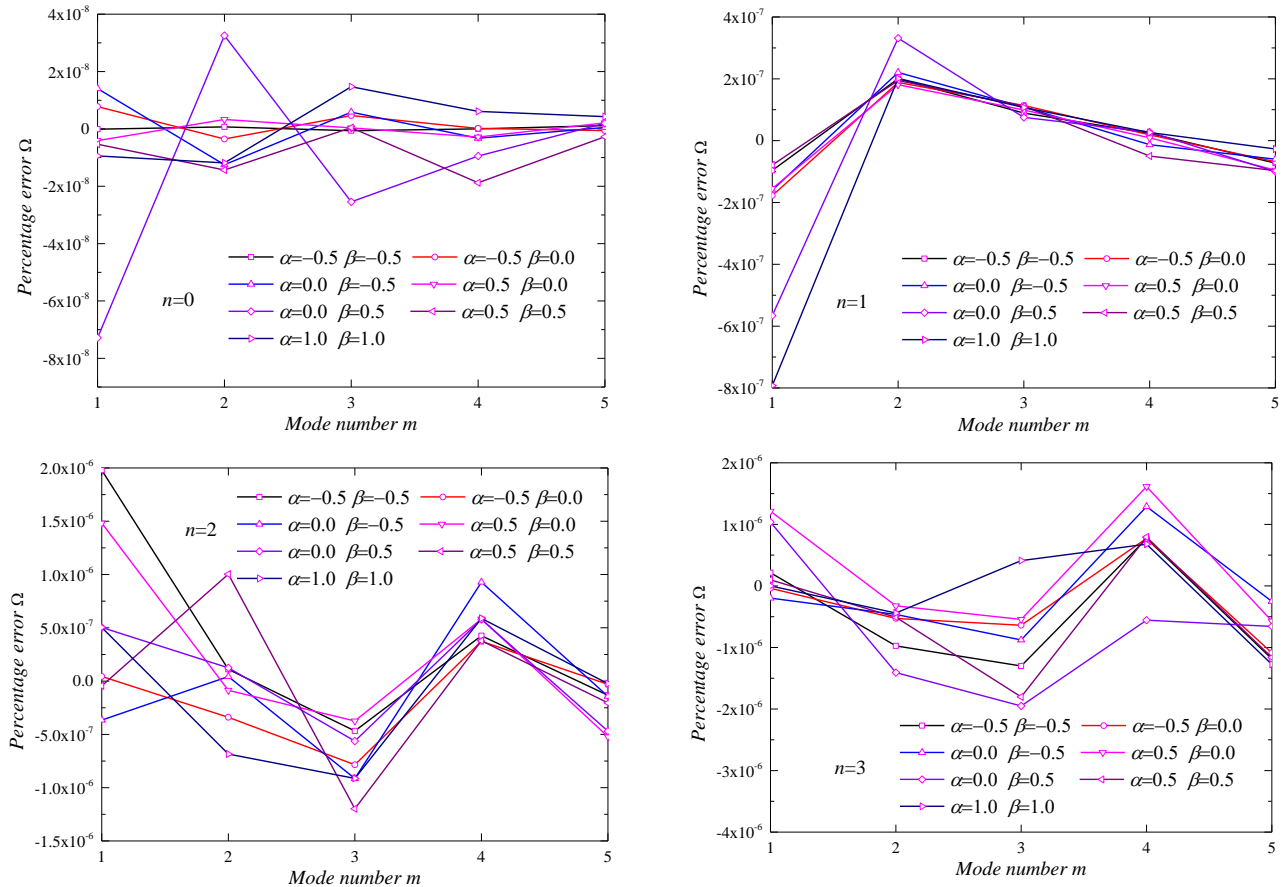 4x10⁻⁸
2x10⁻⁸
0
-2x10⁻⁸
-4x10⁻⁸
-6x10⁻⁸
-8x10⁻⁸
Percentage error Ω
α=−0.5 β=−0.5
α=−0.5 β=0.0
α=0.0 β=−0.5
α=0.5 β=0.0
α=0.0 β=0.5
α=0.5 β=0.5
α=1.0 β=1.0
n=0
1 2 3 4 5
Mode number m
4x10⁻⁷
2x10⁻⁷
0
-2x10⁻⁷
-4x10⁻⁷
-6x10⁻⁷
-8x10⁻⁷
Percentage error Ω
α=−0.5 β=−0.5
α=−0.5 β=0.0
α=0.0 β=−0.5
α=0.5 β=0.0
α=0.0 β=0.5
α=0.5 β=0.5
α=1.0 β=1.0
n=1
1 2 3 4 5
Mode number m
2.0x10⁻⁶
1.5x10⁻⁶
1.0x10⁻⁶
5.0x10⁻⁷
0.0
-5.0x10⁻⁷
-1.0x10⁻⁶
-1.5x10⁻⁶
Percentage error Ω
α=−0.5 β=−0.5
α=−0.5 β=0.0
α=0.0 β=−0.5
α=0.5 β=0.0
α=0.0 β=0.5
α=0.5 β=0.5
α=1.0 β=1.0
n=2
1 2 3 4 5
Mode number m
2x10⁻⁶
1x10⁻⁶
0
-1x10⁻⁶
-2x10⁻⁶
-3x10⁻⁶
-4x10⁻⁶
Percentage error Ω
α=−0.5 β=−0.5
α=−0.5 β=0.0
α=0.0 β=−0.5
α=0.5 β=0.0
α=0.0 β=0.5
α=0.5 β=0.5
α=1.0 β=1.0
n=3
1 2 3 4 5
Mode number m